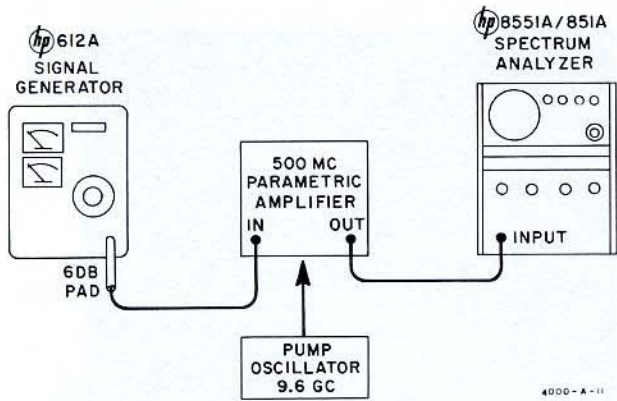 hp 612A
SIGNAL
GENERATOR
6DB
PAD
500 MC
PARAMETRIC
AMPLIFIER
IN OUT
PUMP
OSCILLATOR
9.6 GC
hp 8551A/851A
SPECTRUM
ANALYZER
INPUT
4000-A-11